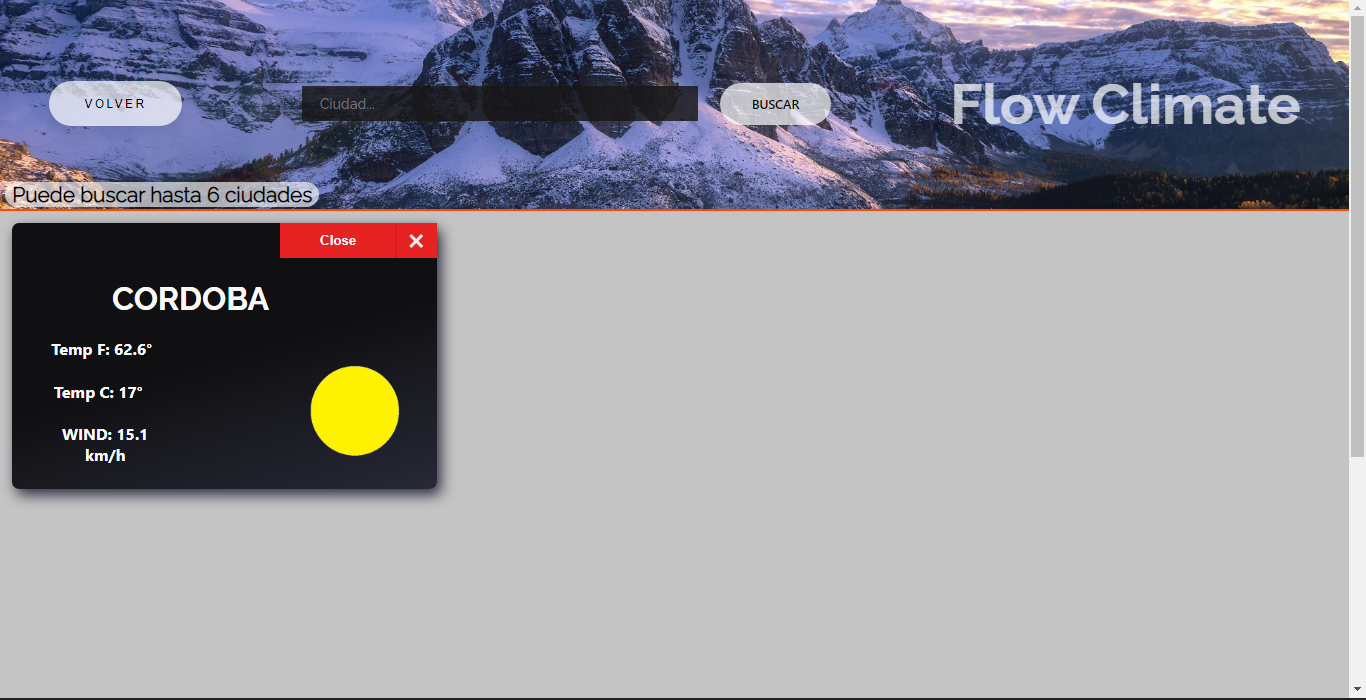 VOLVER
Ciudad...
BUSCAR
Flow Climate
Puede buscar hasta 6 ciudades
Close
CORDOBA
Temp F: 62.6°
Temp C: 17°
WIND: 15.1
km/h